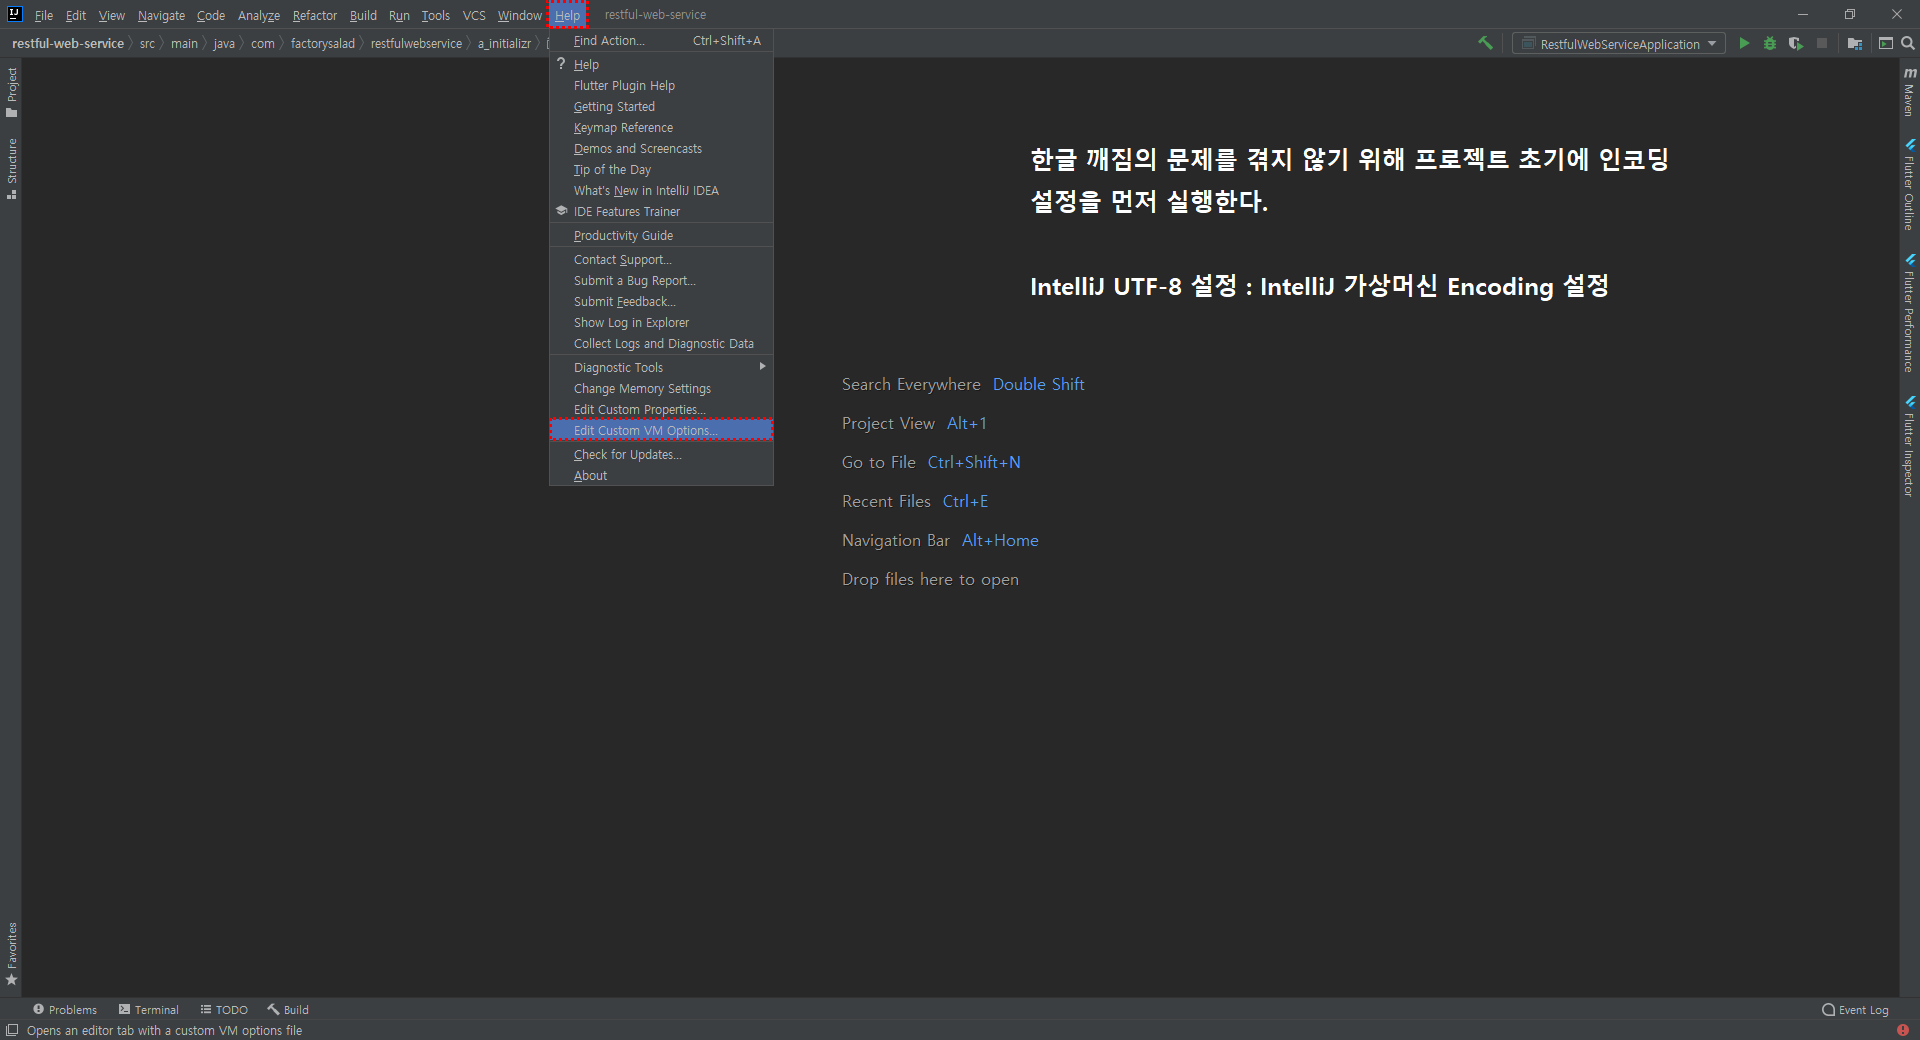 File Edit View Navigate Code Analyze Refactor Build Run Tools VCS Window Help restful-web-service
restful-web-service src main java com factorysalad restfulwebservice a_initializr
RestfulWebServiceApplication
Find Action... Ctrl+Shift+A
? Help
Flutter Plugin Help
Getting Started
Keymap Reference
Demos and Screencasts
Tip of the Day
What's New in IntelliJ IDEA
IDE Features Trainer
Productivity Guide
Contact Support...
Submit a Bug Report...
Submit Feedback...
Show Log in Explorer
Collect Logs and Diagnostic Data
Diagnostic Tools
Change Memory Settings
Edit Custom Properties...
Edit Custom VM Options...
Check for Updates...
About
한글 깨짐의 문제를 겪지 않기 위해 프로젝트 초기에 인코딩
설정을 먼저 실행한다.
IntelliJ UTF-8 설정 : IntelliJ 가상머신 Encoding 설정
Search Everywhere Double Shift
Project View Alt+1
Go to File Ctrl+Shift+N
Recent Files Ctrl+E
Navigation Bar Alt+Home
Drop files here to open
Project
Structure
Favorites
m Maven
Flutter Outline
Flutter Performance
Flutter Inspector
Problems Terminal TODO Build Event Log
Opens an editor tab with a custom VM options file